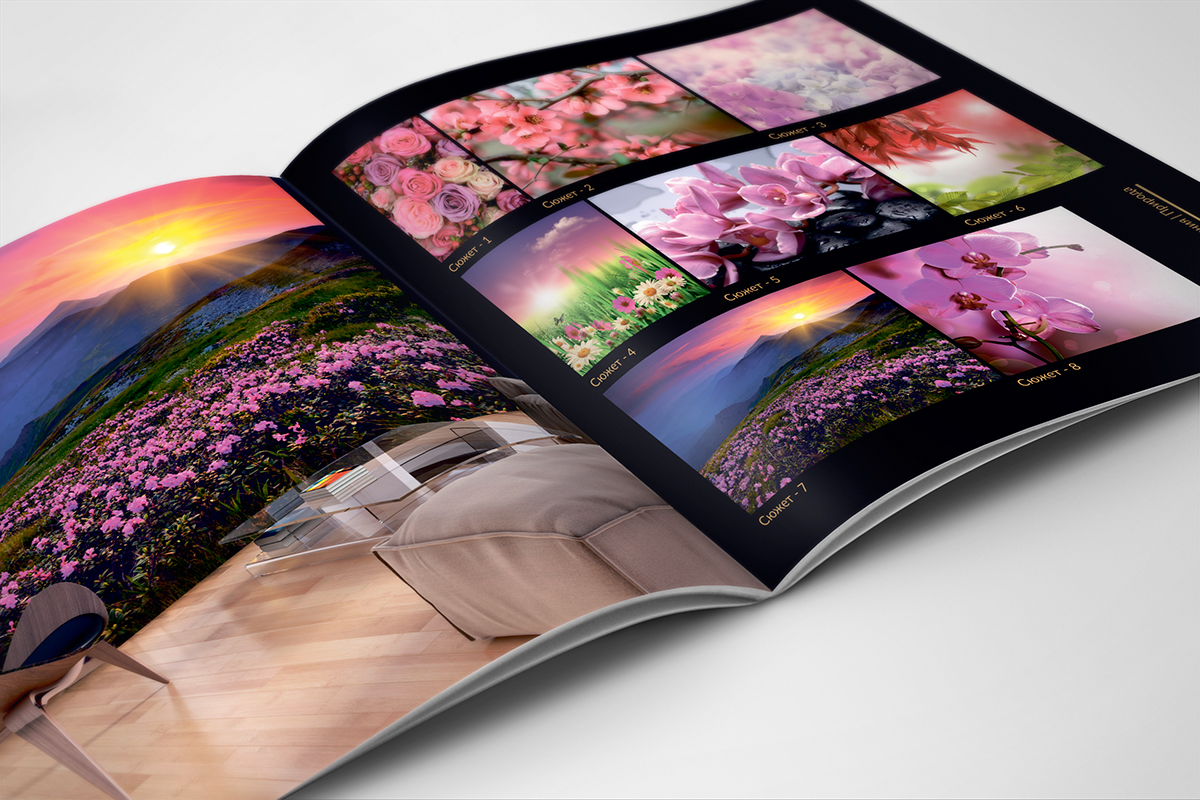 Сюжет - 1
Сюжет - 2
Сюжет - 3
Сюжет - 4
Сюжет - 5
Сюжет - 6
Сюжет - 7
Сюжет - 8
| Природа